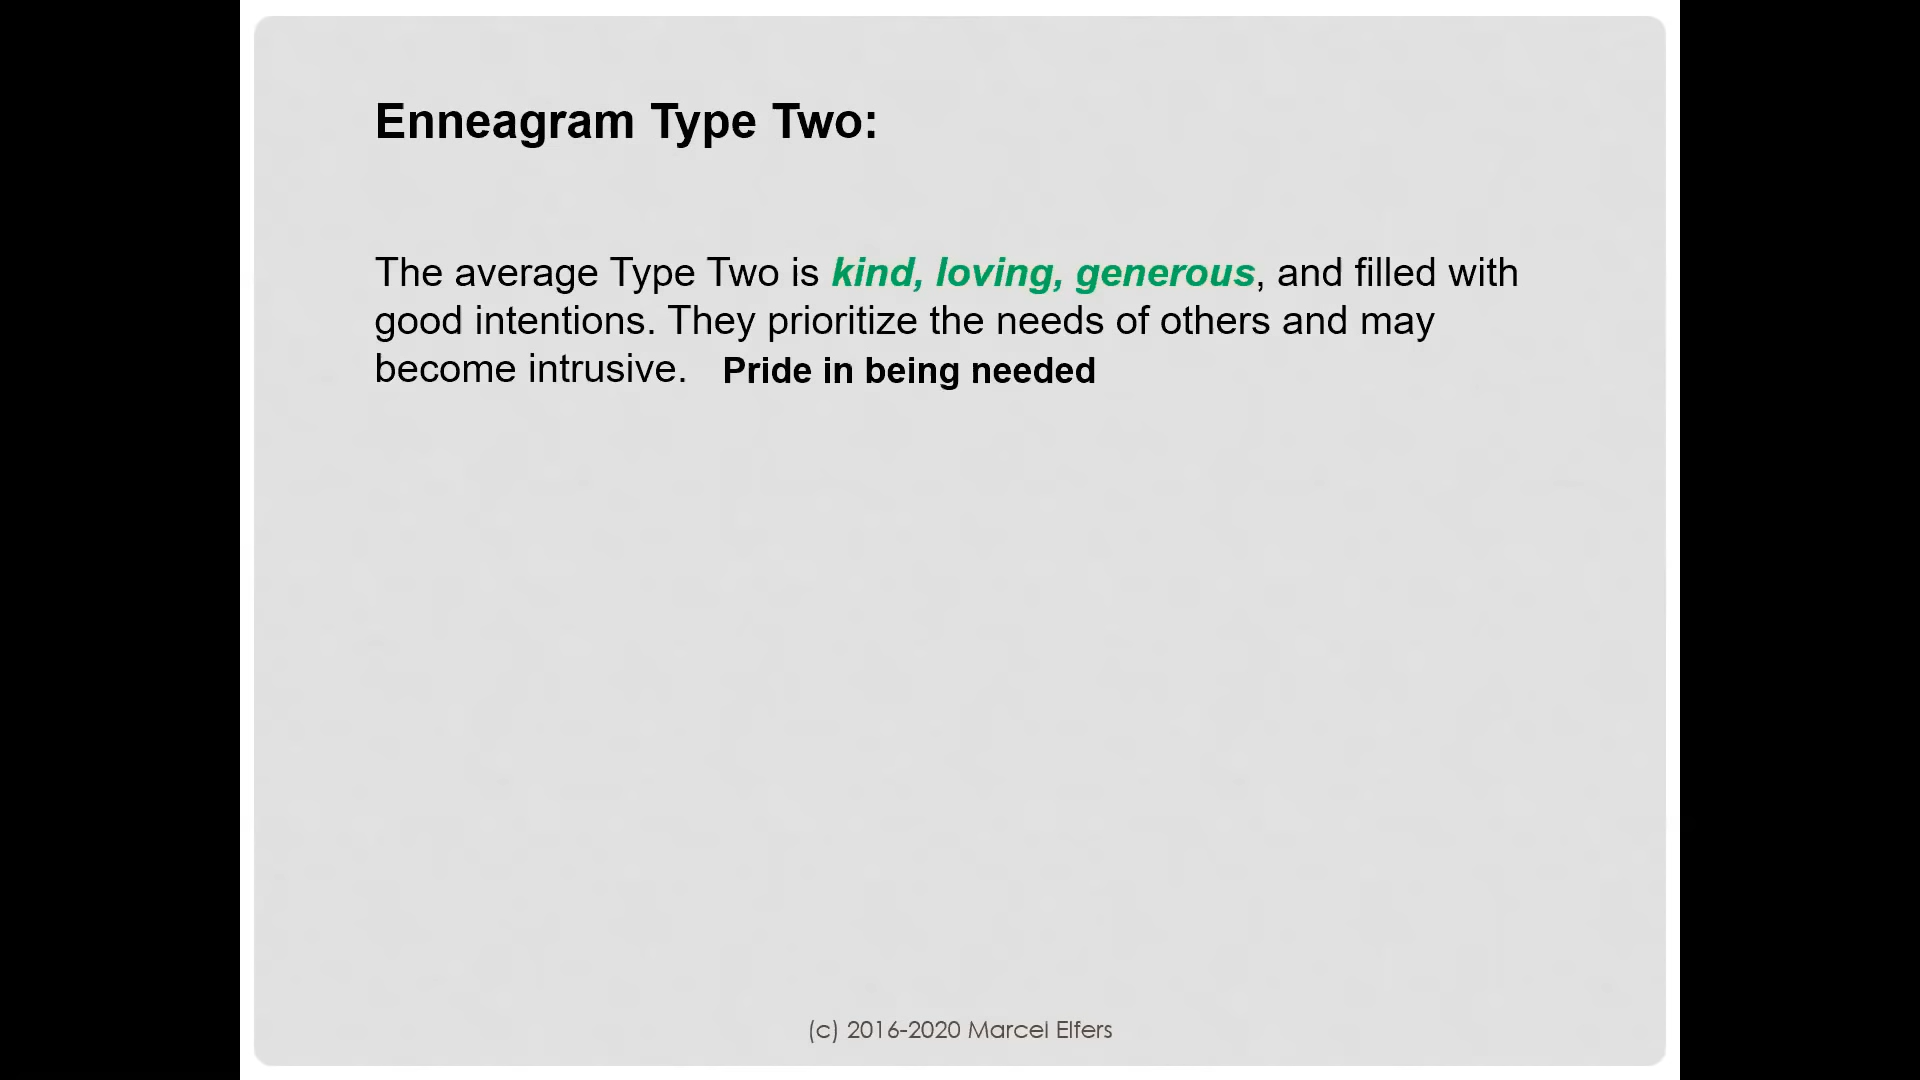 Enneagram Type Two:
The average Type Two is kind, loving, generous, and filled with
good intentions. They prioritize the needs of others and may
become intrusive. Pride in being needed
(c) 2016-2020 Marcel Elfers